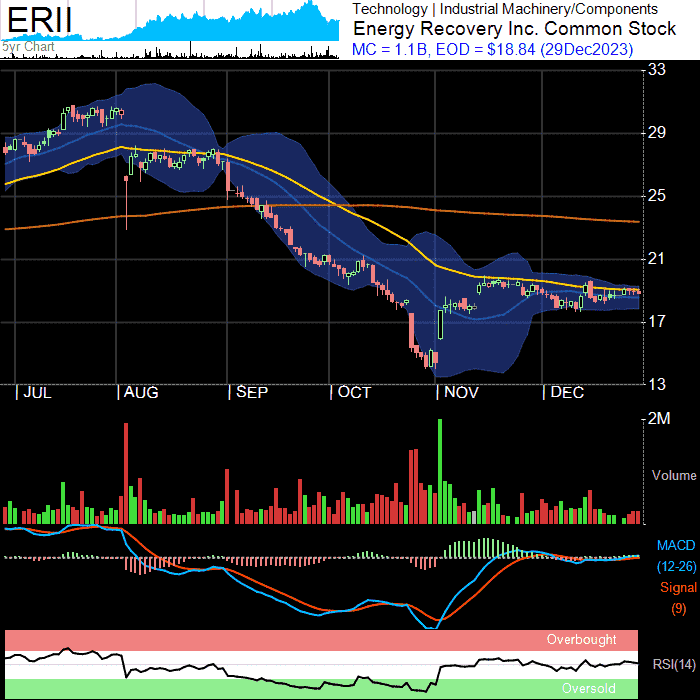 ERII
5yr Chart
Technology | Industrial Machinery/Components
Energy Recovery Inc. Common Stock
MC = 1.1B, EOD = $18.84 (29Dec2023)
33
29
25
21
17
13
| JUL | AUG | SEP | OCT | NOV | DEC
2M
Volume
MACD
(12-26)
Signal
(9)
Overbought
RSI(14)
Oversold